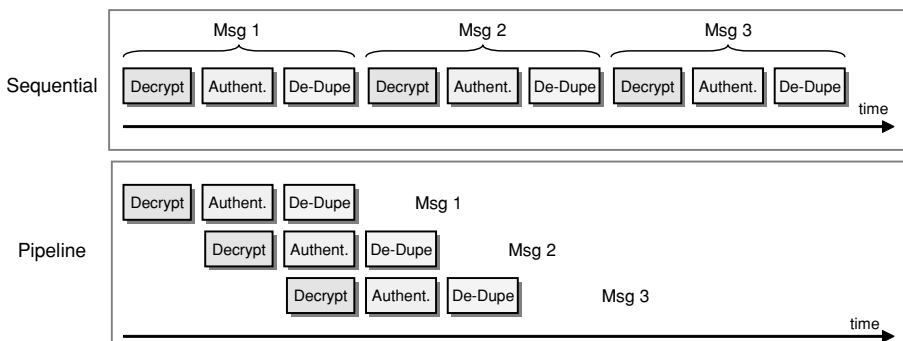 Msg 1 Msg 2 Msg 3
Sequential
Decrypt Authent. De-Dupe Decrypt Authent. De-Dupe Decrypt Authent. De-Dupe
time
Decrypt Authent. De-Dupe Msg 1
Pipeline
Decrypt Authent. De-Dupe Msg 2
Decrypt Authent. De-Dupe Msg 3
time